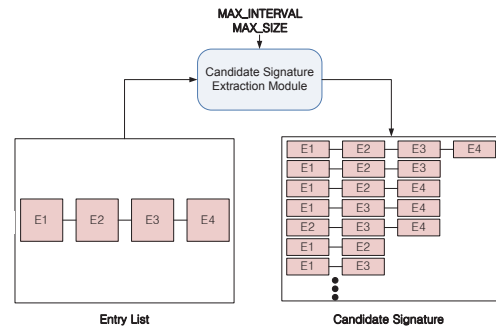 MAX_INTERVAL
MAX_SIZE
Candidate Signature
Extraction Module
E1 E2 E3 E4
Entry List
E1 E2 E3 E4
E1 E2 E3
E1 E2 E4
E1 E3 E4
E2 E3 E4
E1 E2
E1 E3
Candidate Signature